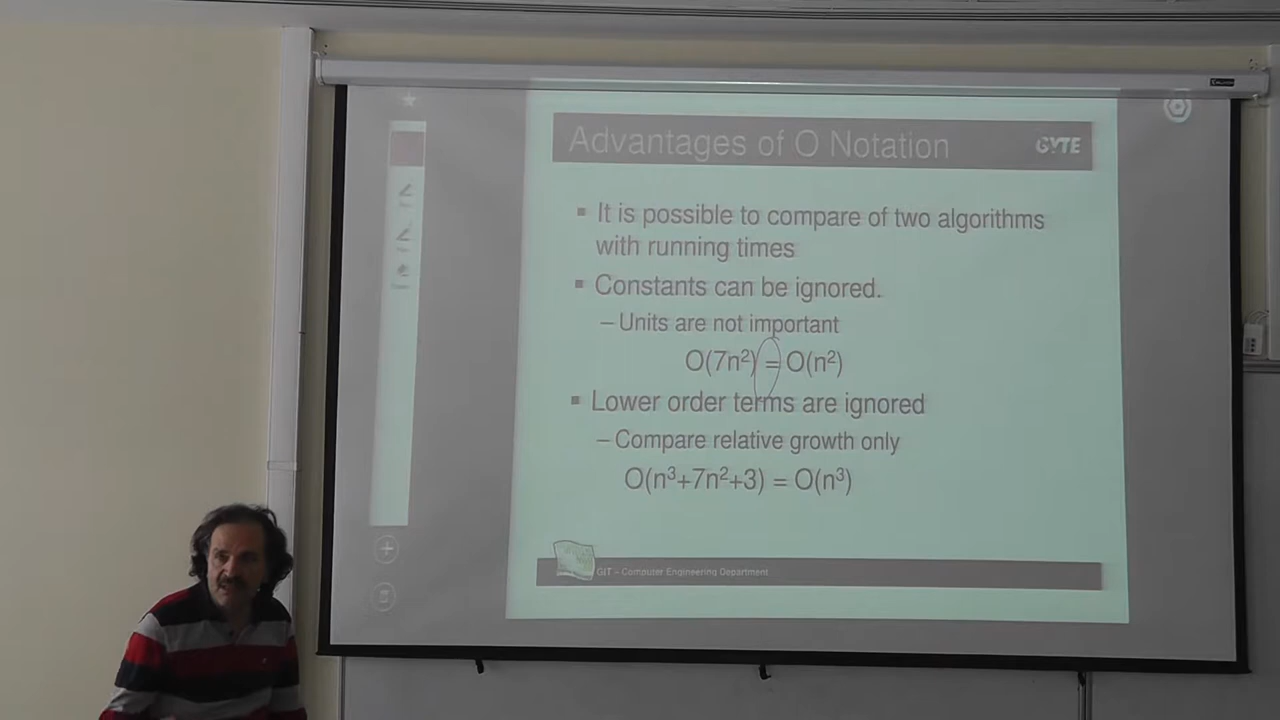 Advantages of O Notation
GYTE
▪ It is possible to compare of two algorithms
with running times
▪ Constants can be ignored.
– Units are not important
O(7n²) = O(n²)
▪ Lower order terms are ignored
– Compare relative growth only
O(n³+7n²+3) = O(n³)
GIT – Computer Engineering Department